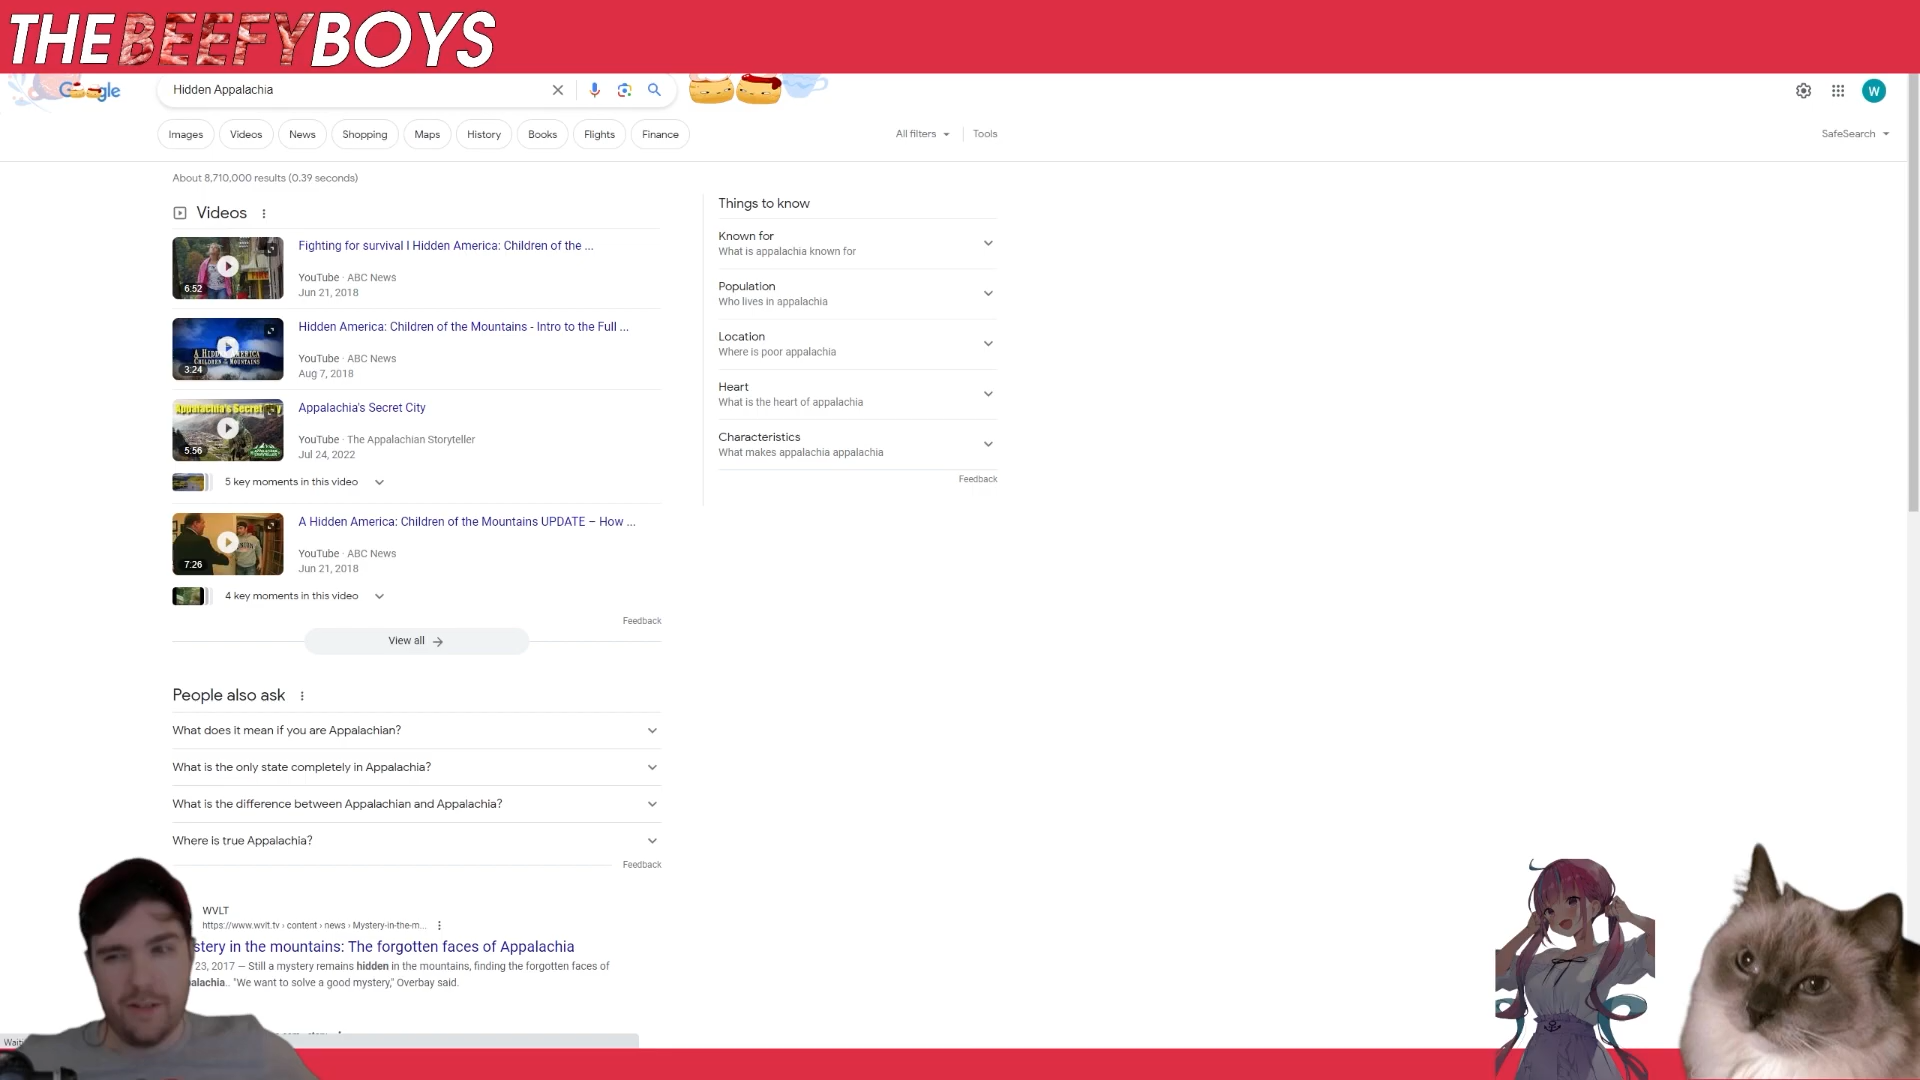 THEBEEFYBOYS
Google
Hidden Appalachia
W
Images
Videos
News
Shopping
Maps
History
Books
Flights
Finance
All filters
Tools
SafeSearch
About 8,710,000 results (0.39 seconds)
Videos
6:52
Fighting for survival l Hidden America: Children of the ...
YouTube · ABC News
Jun 21, 2018
A HIDDEN AMERICA
CHILDREN OF THE MOUNTAINS
3:24
Hidden America: Children of the Mountains - Intro to the Full ...
YouTube · ABC News
Aug 7, 2018
Appalachia's Secret City
5:56
Appalachia's Secret City
YouTube · The Appalachian Storyteller
Jul 24, 2022
5 key moments in this video
7:26
A Hidden America: Children of the Mountains UPDATE – How ...
YouTube · ABC News
Jun 21, 2018
4 key moments in this video
Feedback
View all
People also ask
What does it mean if you are Appalachian?
What is the only state completely in Appalachia?
What is the difference between Appalachian and Appalachia?
Where is true Appalachia?
Feedback
WVLT
https://www.wvlt.tv › content › news › Mystery-in-the-m...
stery in the mountains: The forgotten faces of Appalachia
23, 2017 — Still a mystery remains hidden in the mountains, finding the forgotten faces of
alachia.. "We want to solve a good mystery," Overbay said.
Waiti
Things to know
Known for
What is appalachia known for
Population
Who lives in appalachia
Location
Where is poor appalachia
Heart
What is the heart of appalachia
Characteristics
What makes appalachia appalachia
Feedback